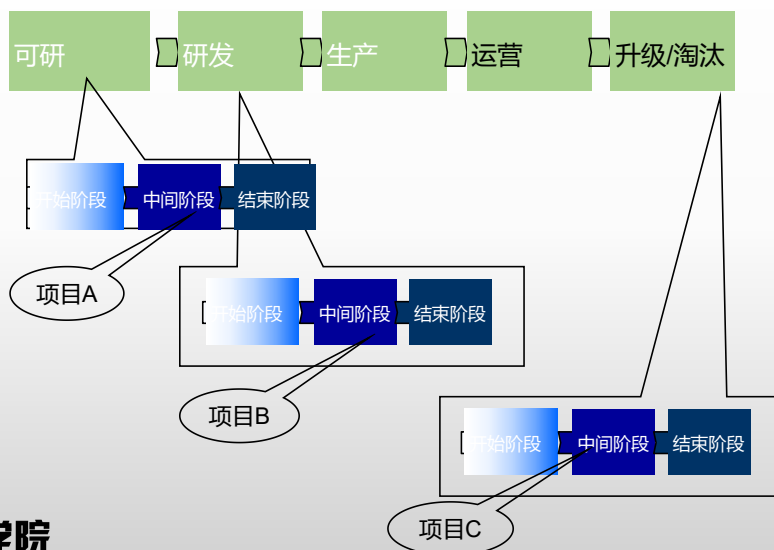 可研
研发
生产
运营
升级/淘汰
开始阶段
中间阶段
结束阶段
项目A
开始阶段
中间阶段
结束阶段
项目B
开始阶段
中间阶段
结束阶段
项目C
学院